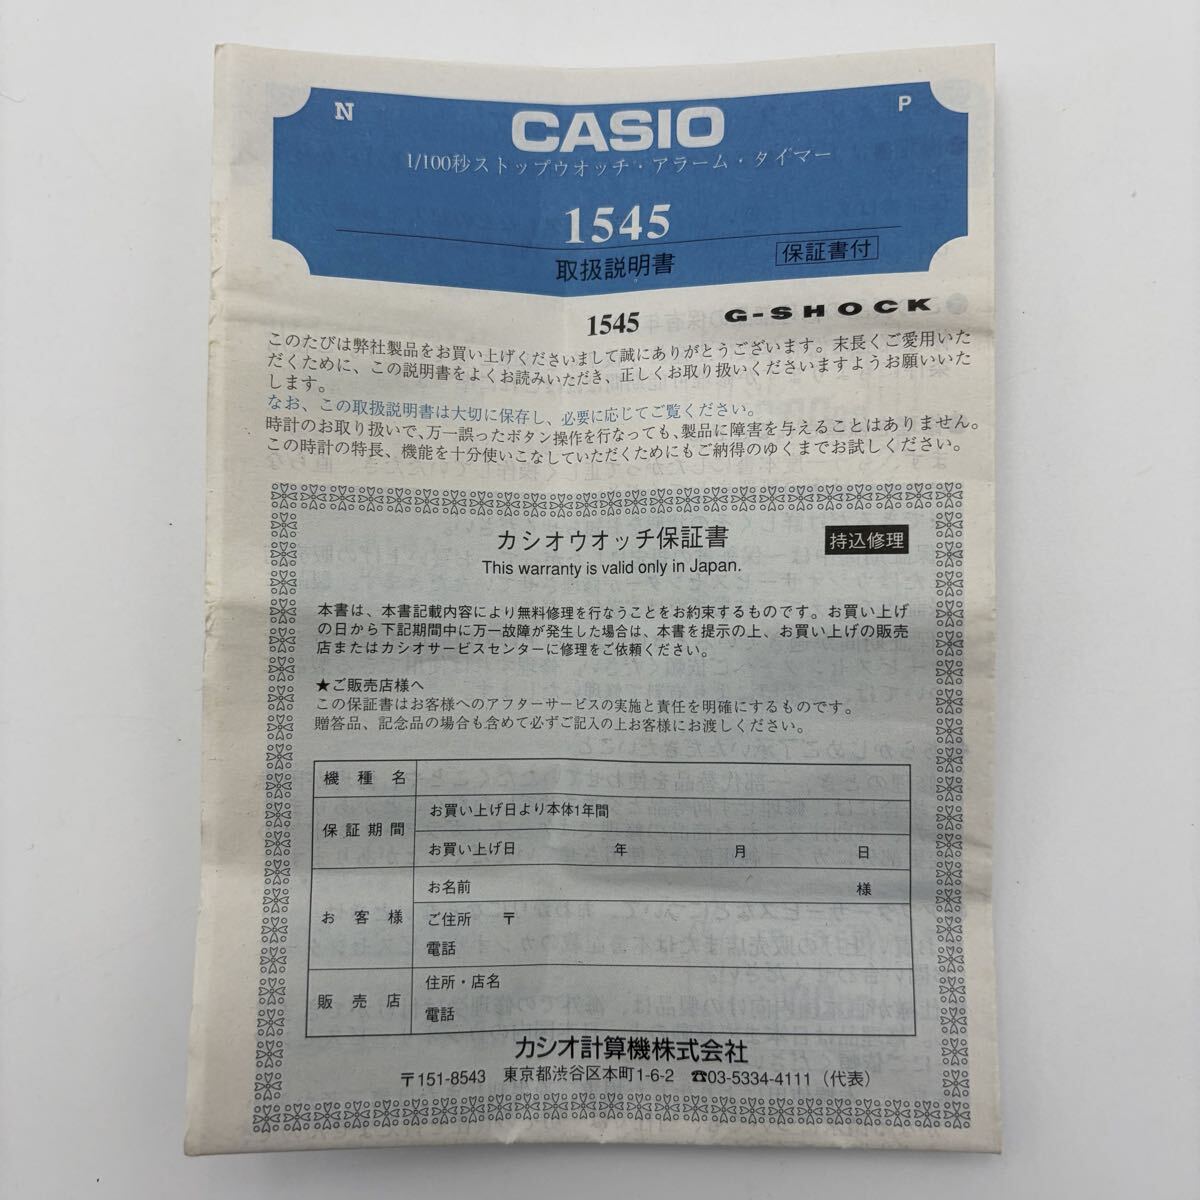 N
P
CASIO
1/100秒ストップウオッチ・アラーム・タイマー
1545
取扱説明書
保証書付
1545
G-SHOCK
このたびは弊社製品をお買い上げくださいまして誠にありがとうございます。末長くご愛用いた
だくために、この説明書をよくお読みいただき、正しくお取り扱いくださいますようお願いいた
します。
なお、この取扱説明書は大切に保存し、必要に応じてご覧ください。
時計のお取り扱いで、万一誤ったボタン操作を行なっても、製品に障害を与えることはありません。
この時計の特長、機能を十分使いこなしていただくためにもご納得のゆくまでお試しください。
カシオウオッチ保証書
持込修理
This warranty is valid only in Japan.
本書は、本書記載内容により無料修理を行なうことをお約束するものです。お買い上げ
の日から下記期間中に万一故障が発生した場合は、本書を提示の上、お買い上げの販売
店またはカシオサービスセンターに修理をご依頼ください。
★ご販売店様へ
この保証書はお客様へのアフターサービスの実施と責任を明確にするものです。
贈答品、記念品の場合も含めて必ずご記入の上お客様にお渡しください。
機種名
保証期間
お買い上げ日より本体1年間
お買い上げ日 年 月 日
お客様
お名前 様
ご住所 〒
電話
販売店
住所・店名
電話
カシオ計算機株式会社
〒151-8543 東京都渋谷区本町1-6-2 ☎03-5334-4111（代表）